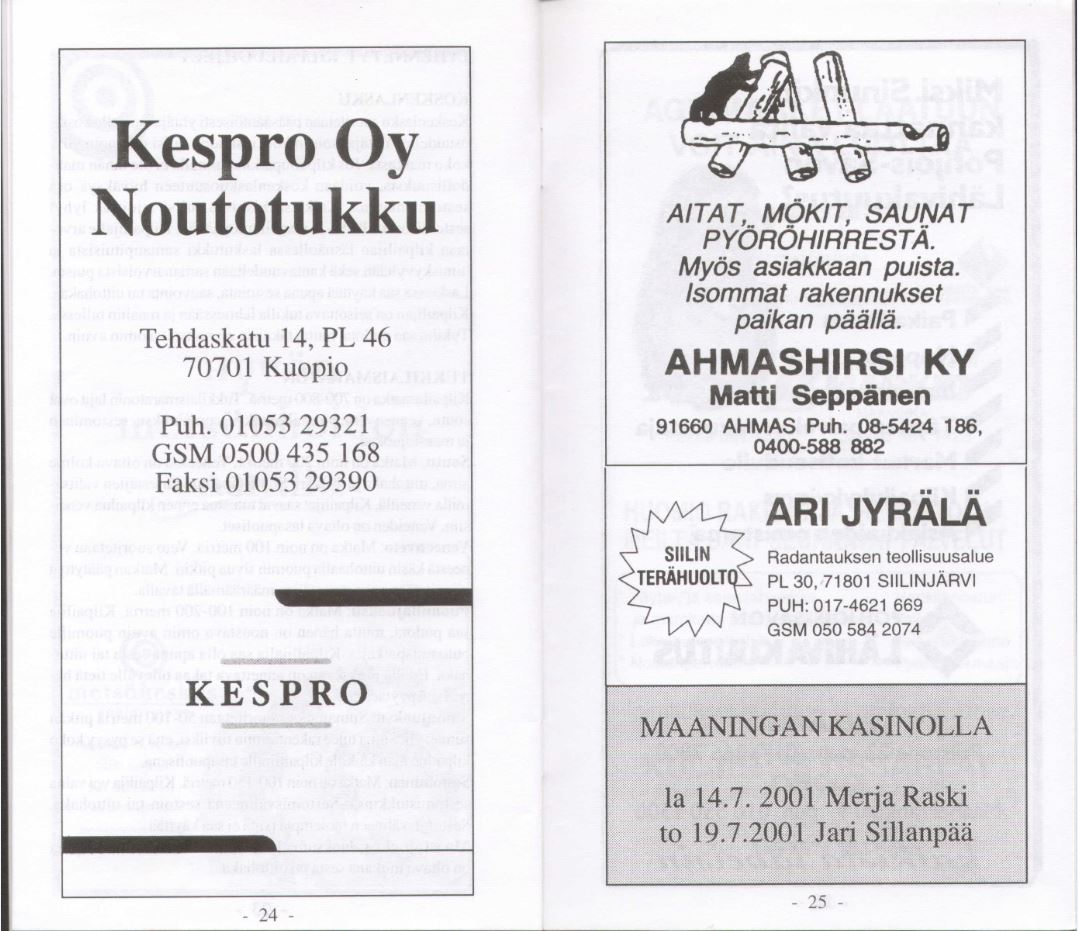 Kespro Oy
Noutotukku
Tehdaskatu 14, PL 46
70701 Kuopio
Puh. 01053 29321
GSM 0500 435 168
Faksi 01053 29390
KESPRO
- 24 -
AITAT, MÖKIT, SAUNAT
PYÖRÖHIRRESTÄ.
Myös asiakkaan puista.
Isommat rakennukset
paikan päällä.
AHMASHIRSI KY
Matti Seppänen
91660 AHMAS Puh. 08-5424 186,
0400-588 882
SIILIN
TERÄHUOLTO
ARI JYRÄLÄ
Radantauksen teollisusalue
PL 30, 71801 SIILINJÄRVI
PUH: 017-4621 669
GSM 050 584 2074
MAANINGAN KASINOLLA
la 14.7. 2001 Merja Raski
to 19.7.2001 Jari Sillanpää
- 25 -